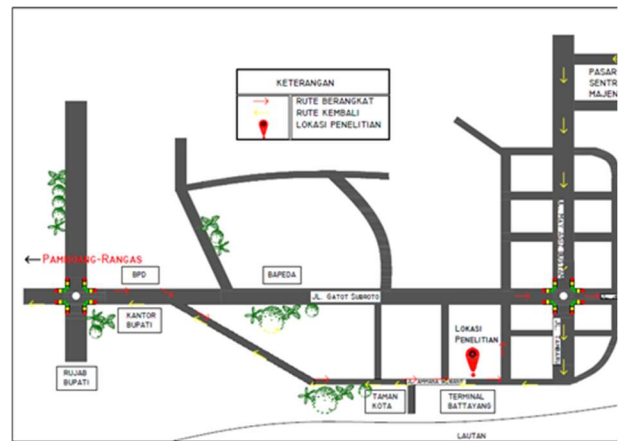 KETERANGAN
RUTE BERANGKAT
RUTE KEMBALI
LOKASI PENELITIAN
PASAR
SENTR
MAJEN
PAMBOANG-RANGAS
BPD
BAPEDA
JL. GATOT SUBROTO
KANTOR
BUPATI
LOKASI
PENELITIAN
RUJAB
BUPATI
TAMAN
KOTA
TERMINAL
BATTAYANG
LAUTAN